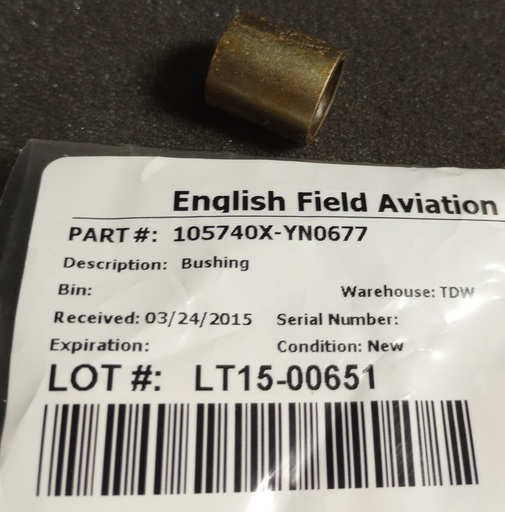 English Field Aviation
PART #: 105740X-YN0677
Description: Bushing
Bin: Warehouse: TDW
Received: 03/24/2015 Serial Number:
Expiration: Condition: New
LOT #: LT15-00651